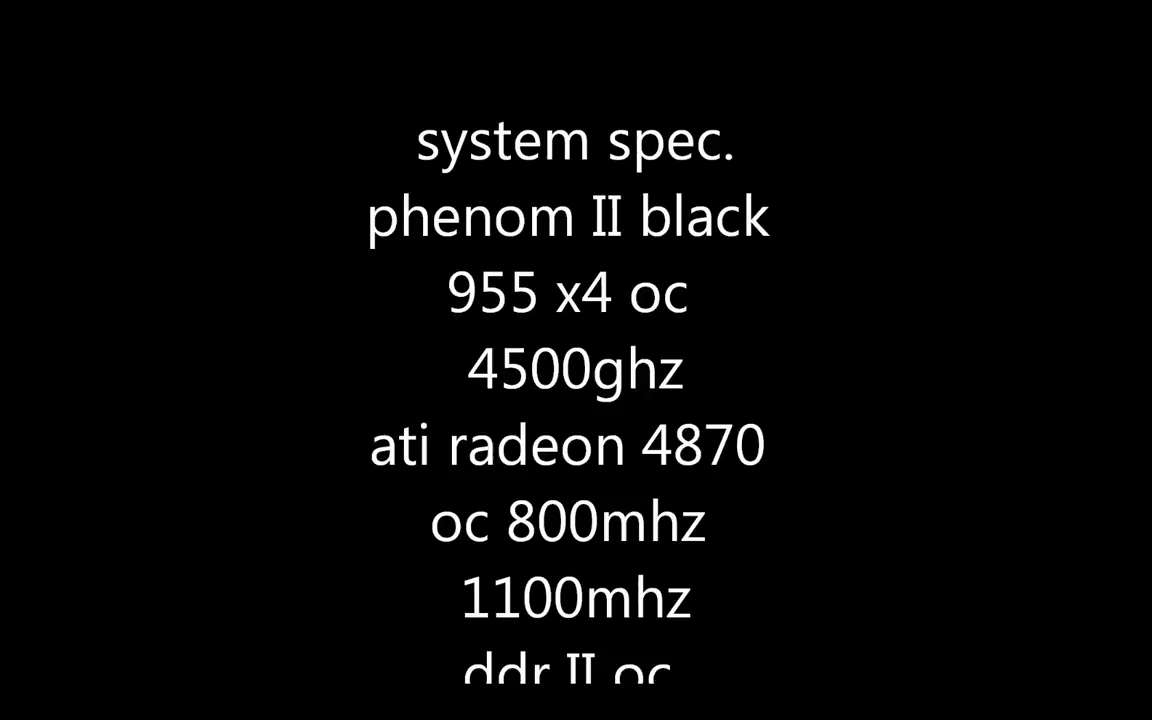 system spec.
phenom II black
955 x4 oc
4500ghz
ati radeon 4870
oc 800mhz
1100mhz
ddr II oc